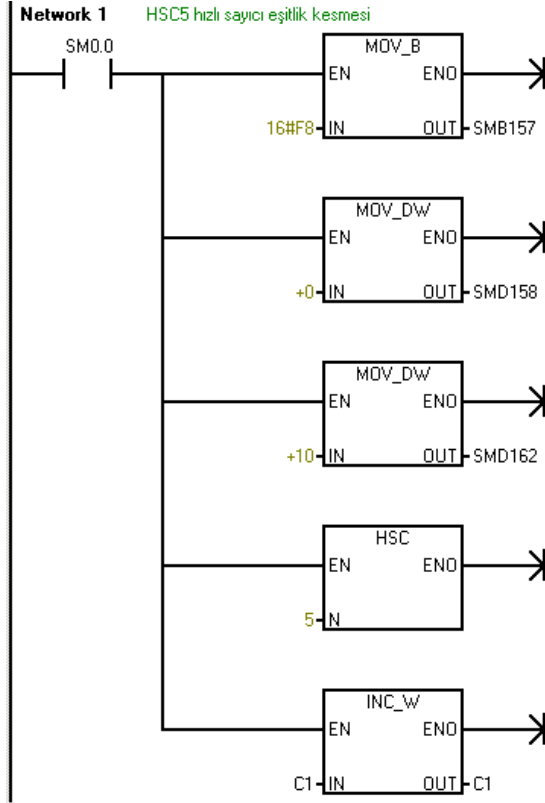 Network 1 HSC5 hızlı sayıcı eşitlik kesmesi
SM0.0
MOV_B
EN ENO
16#F8 IN OUT SMB157
MOV_DW
EN ENO
+0 IN OUT SMD158
MOV_DW
EN ENO
+10 IN OUT SMD162
HSC
EN ENO
5 N
INC_W
EN ENO
C1 IN OUT C1